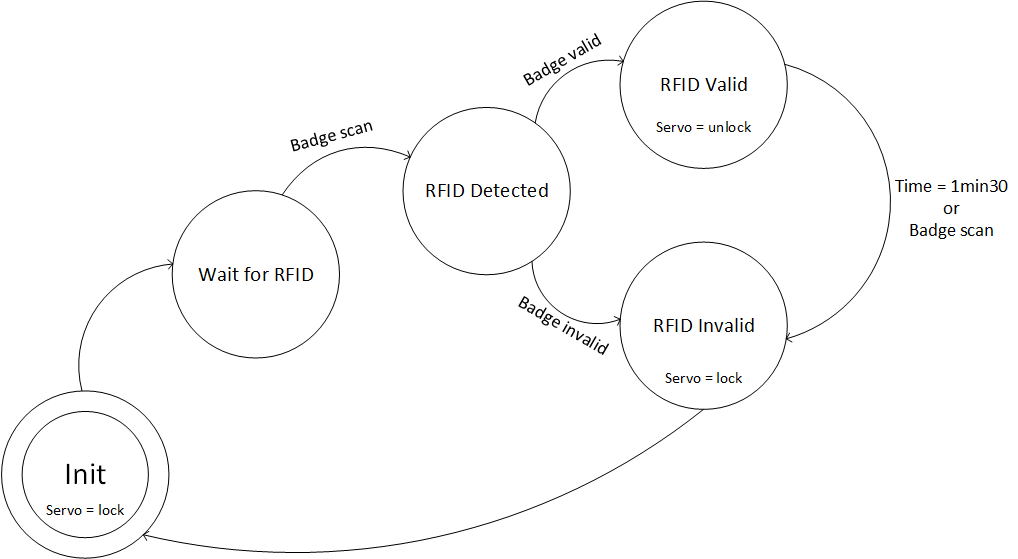 Badge valid
RFID Valid
Servo = unlock
Badge scan
RFID Detected
Time = 1min30
or
Badge scan
Wait for RFID
Badge invalid
RFID Invalid
Servo = lock
Init
Servo = lock